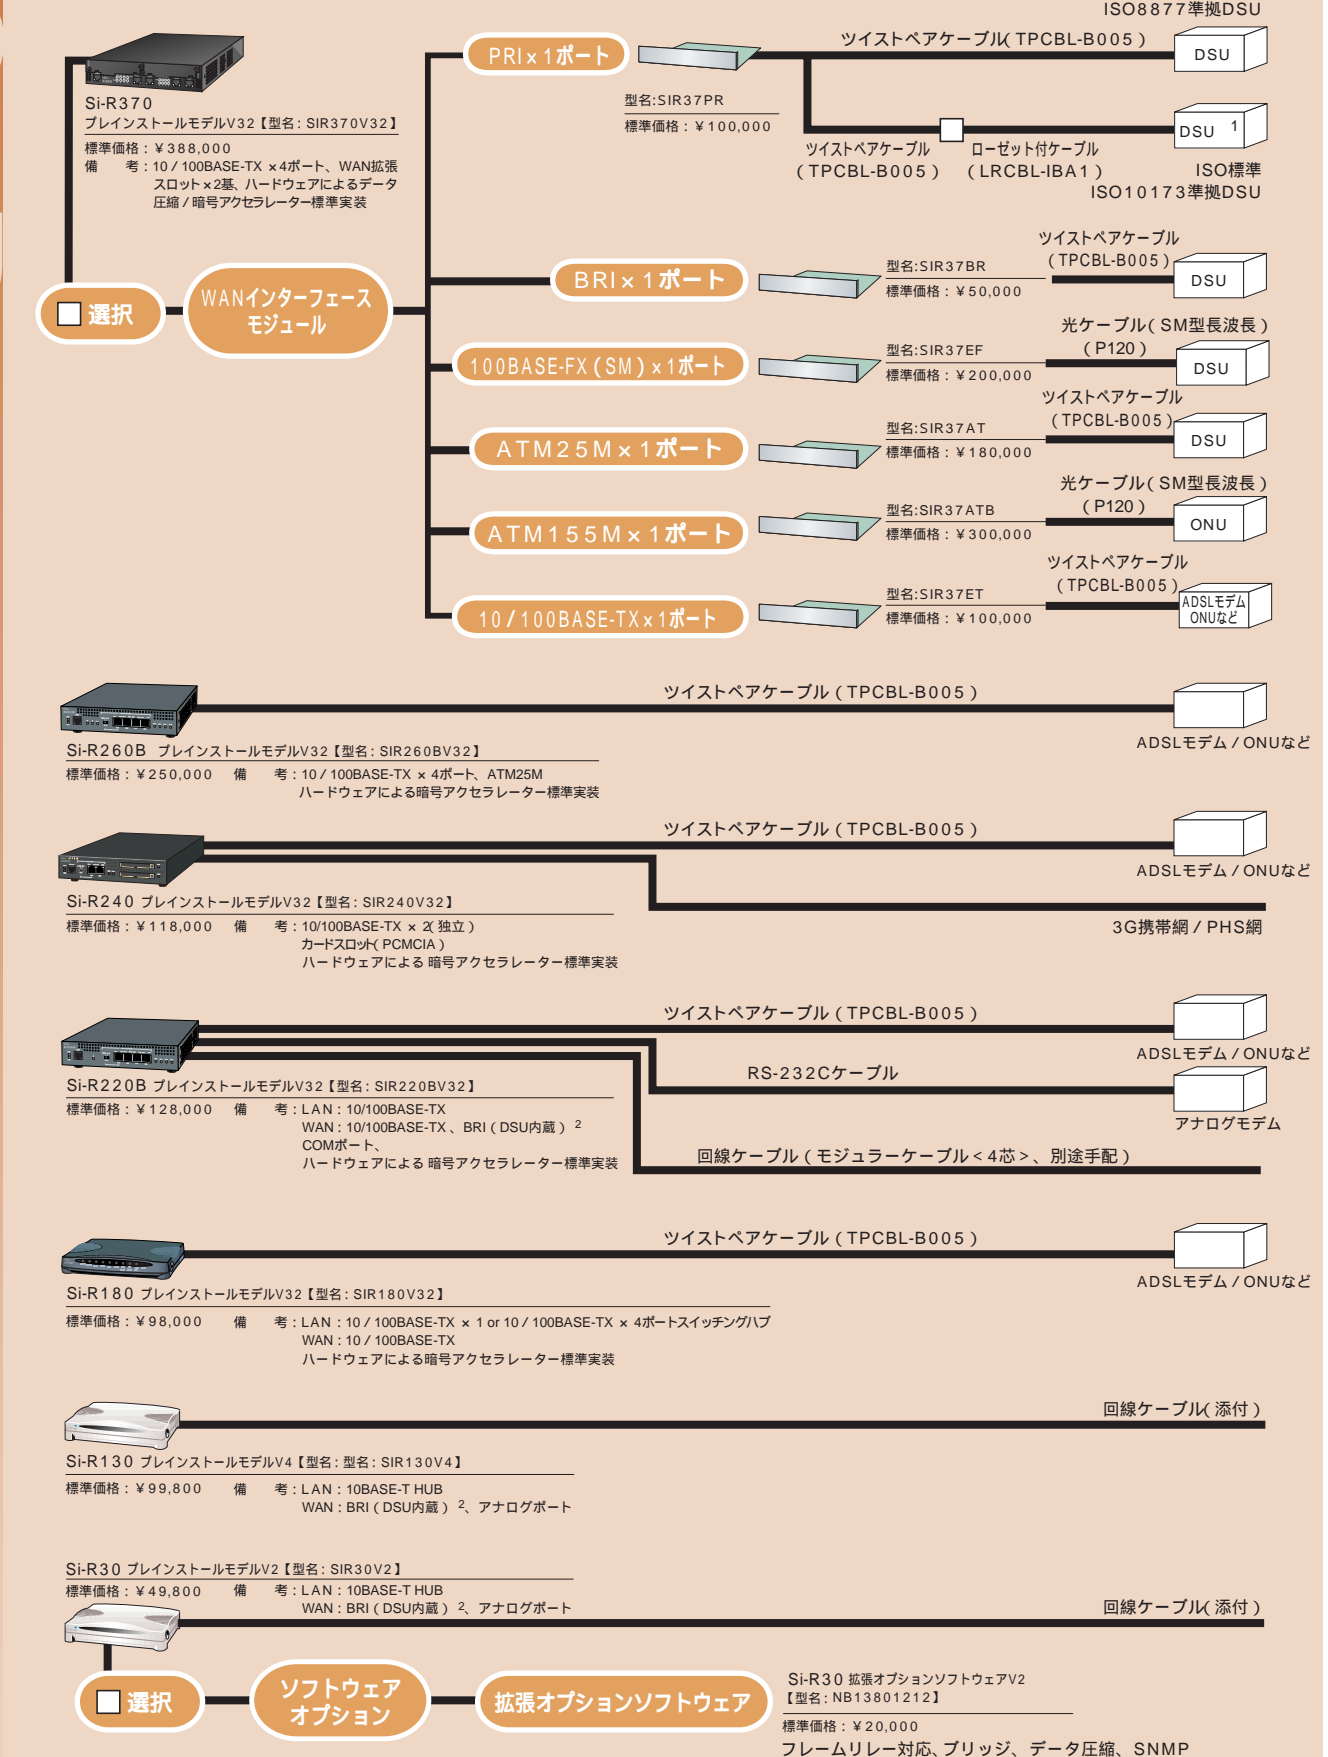 ISO8877準拠DSU
ツイストペアケーブル(TPCBL-B005)
PRI×1ポート
DSU
Si-R370
プレインストールモデルV32【型名:SIR370V32】
標準価格:¥388,000
備　考:10/100BASE-TX ×4ポート、WAN拡張
スロット×2基、ハードウェアによるデータ
圧縮/暗号アクセラレーター標準実装
型名:SIR37PR
標準価格:¥100,000
DSU 1
ツイストペアケーブル
(TPCBL-B005)
ローゼット付ケーブル
(LRCBL-IBA1)
ISO標準
ISO10173準拠DSU
選択
WANインターフェース
モジュール
BRI×1ポート
型名:SIR37BR
標準価格:¥50,000
ツイストペアケーブル
(TPCBL-B005)
DSU
100BASE-FX(SM)×1ポート
型名:SIR37EF
標準価格:¥200,000
光ケーブル(SM型長波長)
(P120)
DSU
ATM25M×1ポート
型名:SIR37AT
標準価格:¥180,000
ツイストペアケーブル
(TPCBL-B005)
DSU
ATM155M×1ポート
型名:SIR37ATB
標準価格:¥300,000
光ケーブル(SM型長波長)
(P120)
ONU
10/100BASE-TX×1ポート
型名:SIR37ET
標準価格:¥100,000
ツイストペアケーブル
(TPCBL-B005)
ADSLモデム
ONUなど
ツイストペアケーブル(TPCBL-B005)
ADSLモデム/ONUなど
Si-R260B プレインストールモデルV32【型名:SIR260BV32】
標準価格:¥250,000 備　考:10/100BASE-TX × 4ポート、ATM25M
ハードウェアによる暗号アクセラレーター標準実装
ツイストペアケーブル(TPCBL-B005)
ADSLモデム/ONUなど
Si-R240 プレインストールモデルV32【型名:SIR240V32】
標準価格:¥118,000 備　考:10/100BASE-TX × 2(独立)
カードスロット(PCMCIA)
ハードウェアによる 暗号アクセラレーター標準実装
3G携帯網/PHS網
ツイストペアケーブル(TPCBL-B005)
ADSLモデム/ONUなど
RS-232Cケーブル
アナログモデム
Si-R220B プレインストールモデルV32【型名:SIR220BV32】
標準価格:¥128,000 備　考:LAN:10/100BASE-TX
WAN:10/100BASE-TX、BRI(DSU内蔵) 2
COMポート、
ハードウェアによる 暗号アクセラレーター標準実装
回線ケーブル(モジュラーケーブル<4芯>、別途手配)
ツイストペアケーブル(TPCBL-B005)
ADSLモデム/ONUなど
Si-R180 プレインストールモデルV32【型名:SIR180V32】
標準価格:¥98,000 備　考:LAN:10/100BASE-TX × 1 or 10/100BASE-TX × 4ポートスイッチングハブ
WAN:10/100BASE-TX
ハードウェアによる暗号アクセラレーター標準実装
回線ケーブル(添付)
Si-R130 プレインストールモデルV4【型名:型名:SIR130V4】
標準価格:¥99,800 備　考:LAN:10BASE-T HUB
WAN:BRI(DSU内蔵) 2、アナログポート
Si-R30 プレインストールモデルV2【型名:SIR30V2】
標準価格:¥49,800 備　考:LAN:10BASE-T HUB
WAN:BRI(DSU内蔵) 2、アナログポート
回線ケーブル(添付)
選択
ソフトウェア
オプション
拡張オプションソフトウェア
Si-R30 拡張オプションソフトウェアV2
【型名:NB13801212】
標準価格:¥20,000
フレームリレー対応、ブリッジ、データ圧縮、SNMP